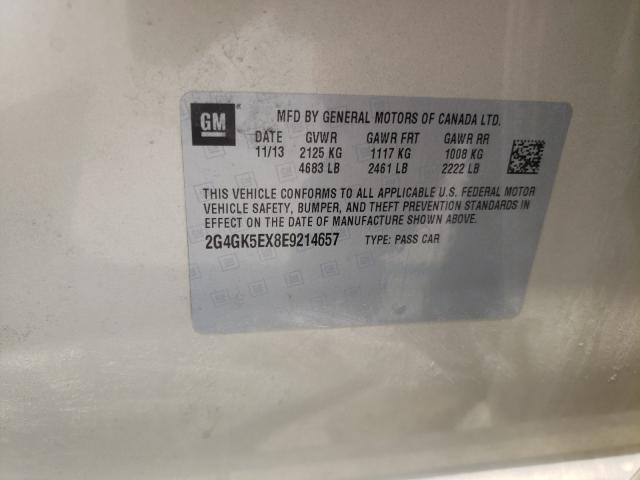 GM MFD BY GENERAL MOTORS OF CANADA LTD.
DATE GVWR GAWR FRT GAWR RR
11/13 2125 KG 1117 KG 1008 KG
4683 LB 2461 LB 2222 LB
THIS VEHICLE CONFORMS TO ALL APPLICABLE U.S. FEDERAL MOTOR
VEHICLE SAFETY, BUMPER, AND THEFT PREVENTION STANDARDS IN
EFFECT ON THE DATE OF MANUFACTURE SHOWN ABOVE.
2G4GK5EX8E9214657 TYPE: PASS CAR